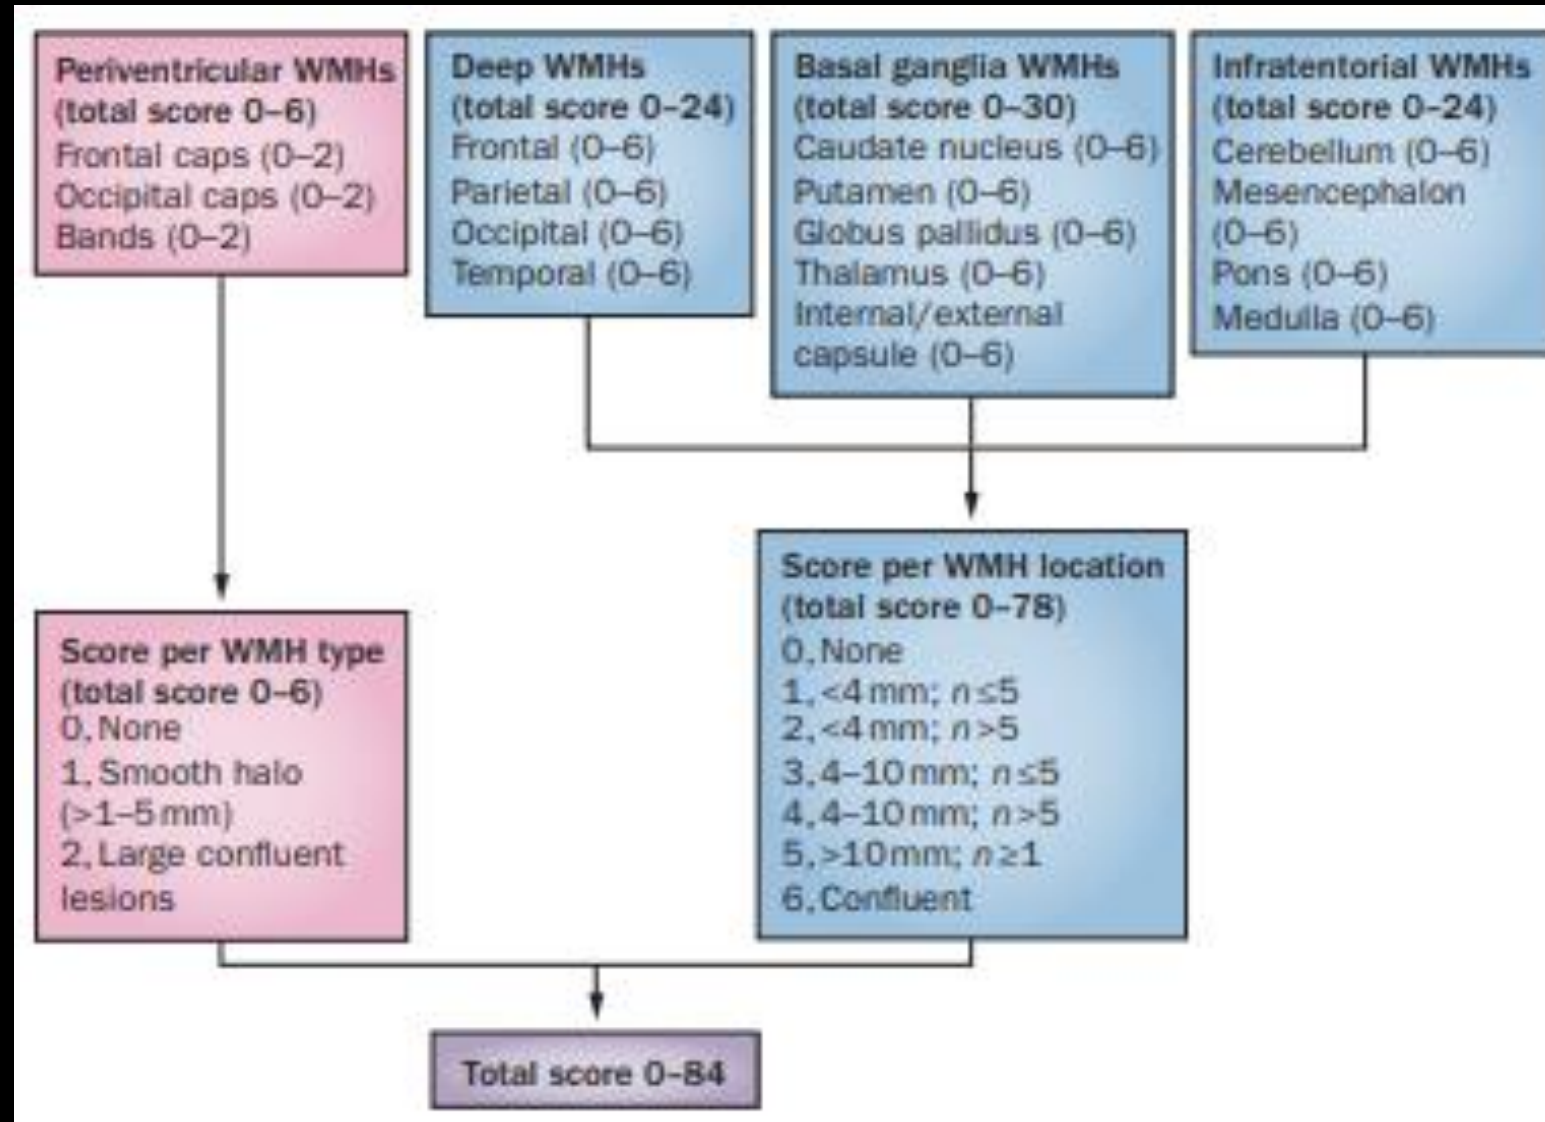 Periventricular WMHs
(total score 0–6)
Frontal caps (0–2)
Occipital caps (0–2)
Bands (0–2)
Deep WMHs
(total score 0–24)
Frontal (0–6)
Parietal (0–6)
Occipital (0–6)
Temporal (0–6)
Basal ganglia WMHs
(total score 0–30)
Caudate nucleus (0–6)
Putamen (0–6)
Globus pallidus (0–6)
Thalamus (0–6)
Internal/external
capsule (0–6)
Infratentorial WMHs
(total score 0–24)
Cerebellum (0–6)
Mesencephalon
(0–6)
Pons (0–6)
Medulla (0–6)
Score per WMH type
(total score 0–6)
0, None
1, Smooth halo
(>1–5 mm)
2, Large confluent
lesions
Score per WMH location
(total score 0–78)
0, None
1, <4 mm; n≤5
2, <4 mm; n>5
3, 4–10 mm; n≤5
4, 4–10 mm; n>5
5, >10 mm; n≥1
6, Confluent
Total score 0–84